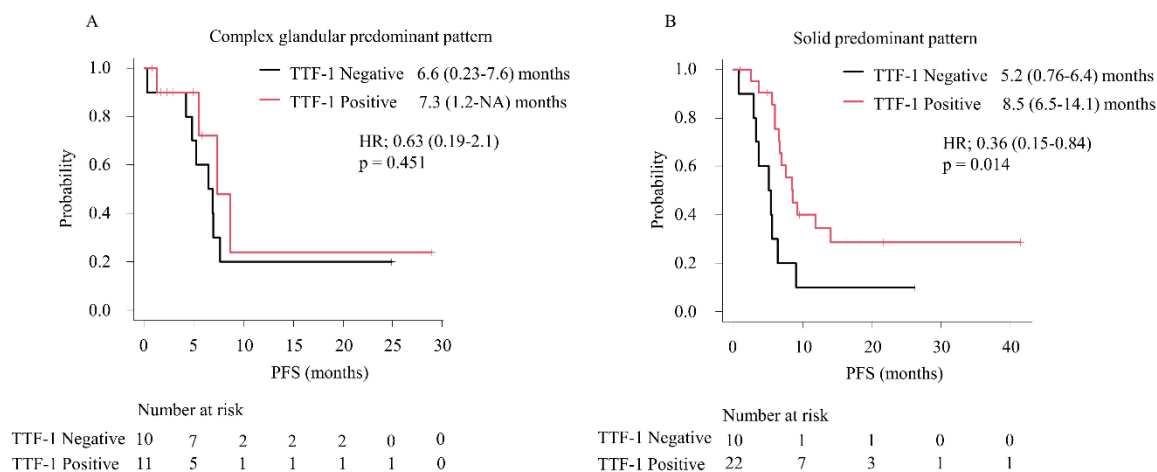 A
Complex glandular predominant pattern
TTF-1 Negative 6.6 (0.23-7.6) months
TTF-1 Positive 7.3 (1.2-NA) months
HR; 0.63 (0.19-2.1)
p = 0.451
Probability
1.0
0.8
0.6
0.4
0.2
0.0
0 5 10 15 20 25 30
PFS (months)
Number at risk
TTF-1 Negative 10 7 2 2 2 0 0
TTF-1 Positive 11 5 1 1 1 1 0
B
Solid predominant pattern
TTF-1 Negative 5.2 (0.76-6.4) months
TTF-1 Positive 8.5 (6.5-14.1) months
HR; 0.36 (0.15-0.84)
p = 0.014
Probability
1.0
0.8
0.6
0.4
0.2
0.0
0 10 20 30 40
PFS (months)
Number at risk
TTF-1 Negative 10 1 1 0 0
TTF-1 Positive 22 7 3 1 1